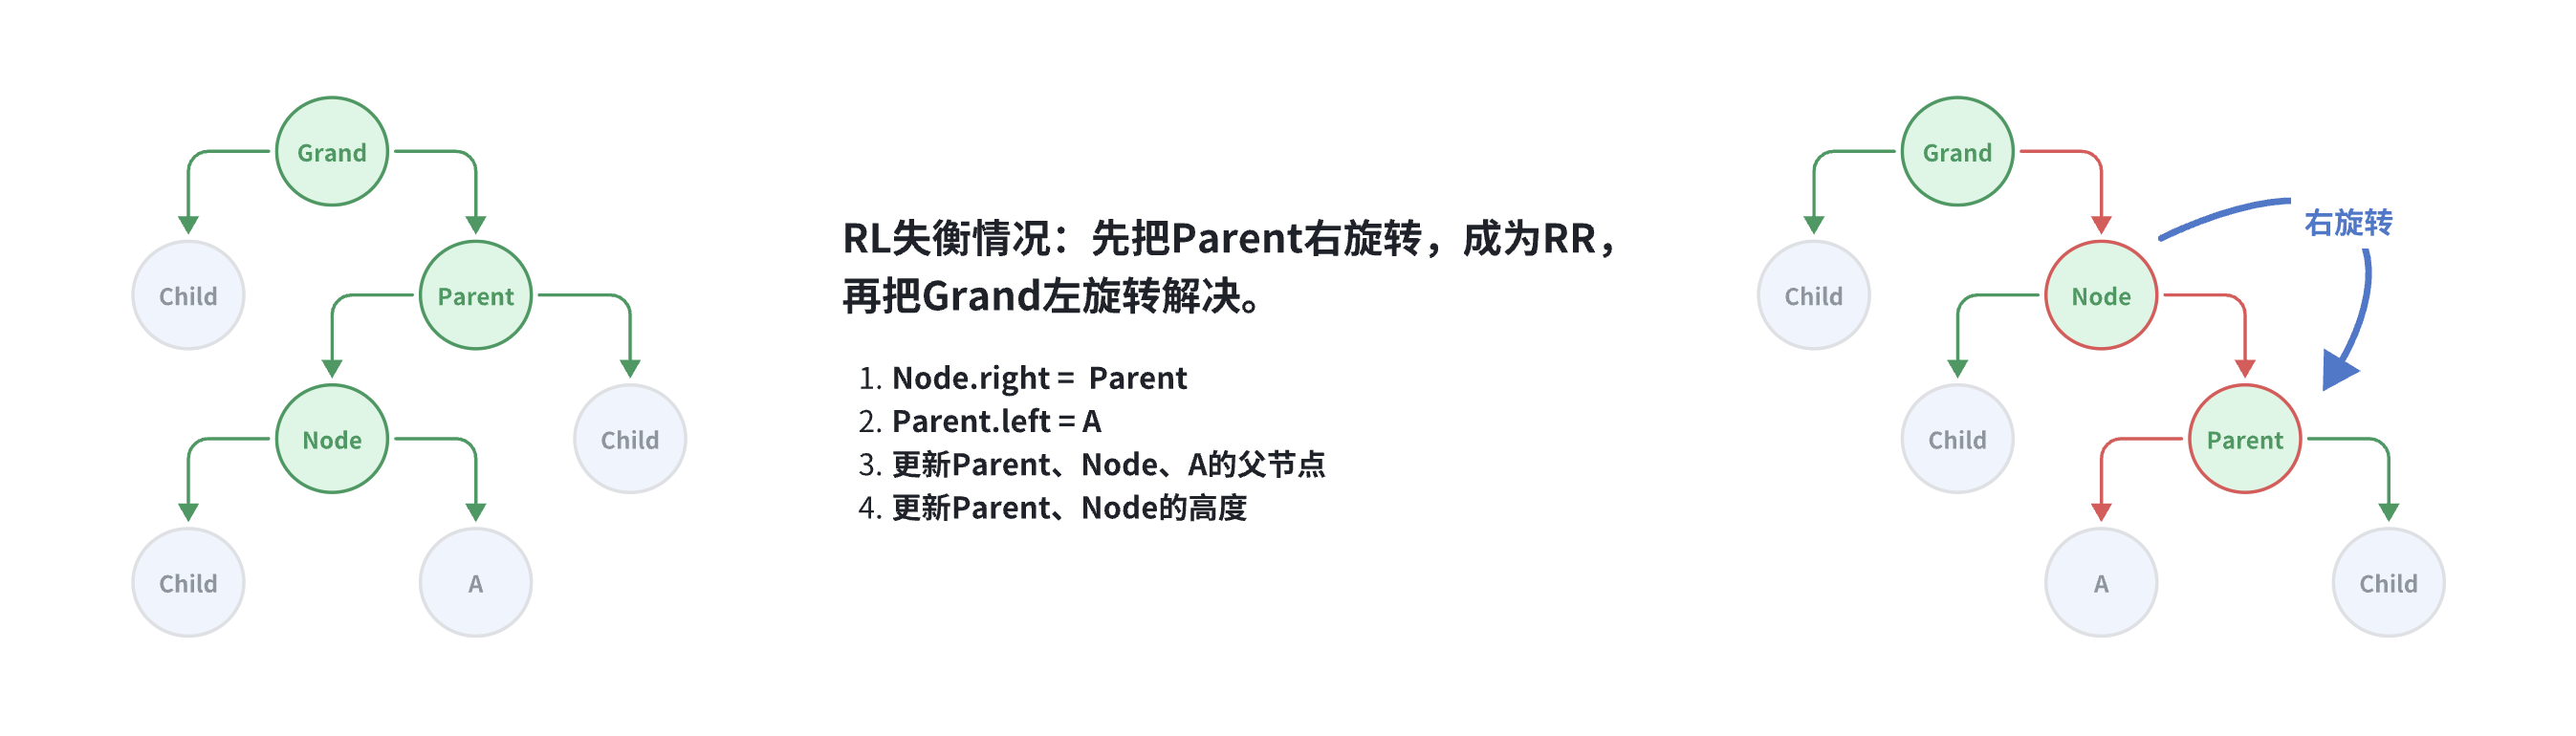 Grand
Child
Parent
Node
Child
Child
A
RL失衡情况：先把Parent右旋转，成为RR，
再把Grand左旋转解决。
1. Node.right = Parent
2. Parent.left = A
3. 更新Parent、Node、A的父节点
4. 更新Parent、Node的高度
Grand
右旋转
Child
Node
Child
Parent
A
Child